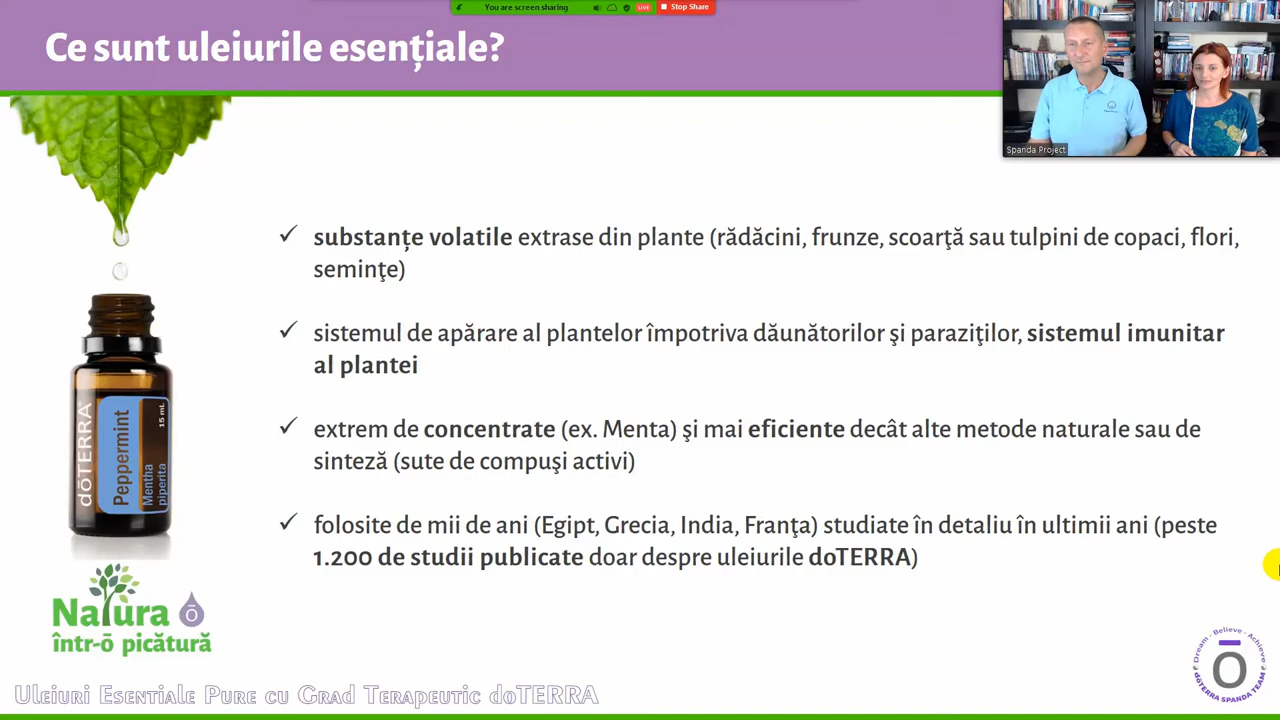 You are screen sharing
LIVE
Stop Share
Ce sunt uleiurile esențiale?
Spanda Project
substanțe volatile extrase din plante (rădăcini, frunze, scoarţă sau tulpini de copaci, flori,
seminţe)
sistemul de apărare al plantelor împotriva dăunătorilor şi paraziţilor, sistemul imunitar
al plantei
extrem de concentrate (ex. Menta) şi mai eficiente decât alte metode naturale sau de
sinteză (sute de compuşi activi)
folosite de mii de ani (Egipt, Grecia, India, Franţa) studiate în detaliu în ultimii ani (peste
1.200 de studii publicate doar despre uleiurile doTERRA)
dōTERRA
Peppermint
Mentha
piperita
15 mL
Natura ō
într-ō picătură
Uleiuri Esentiale Pure cu Grad Terapeutic doTERRA
Dream - Believe - Achieve
Ō
dōTERRA SPANDA TEAM